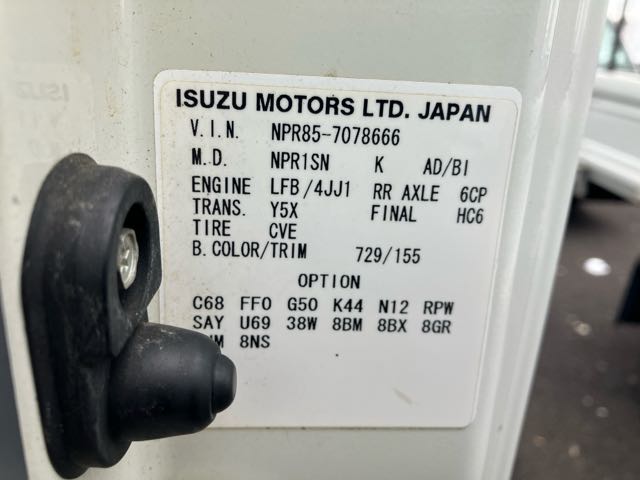 ISUZU MOTORS LTD. JAPAN
V.I.N. NPR85-7078666
M.D. NPR1SN K AD/BI
ENGINE LFB/4JJ1 RR AXLE 6CP
TRANS. Y5X FINAL HC6
TIRE CVE
B.COLOR/TRIM 729/155
OPTION
C68 FF0 G50 K44 N12 RPW
SAY U69 38W 8BM 8BX 8GR
8NS